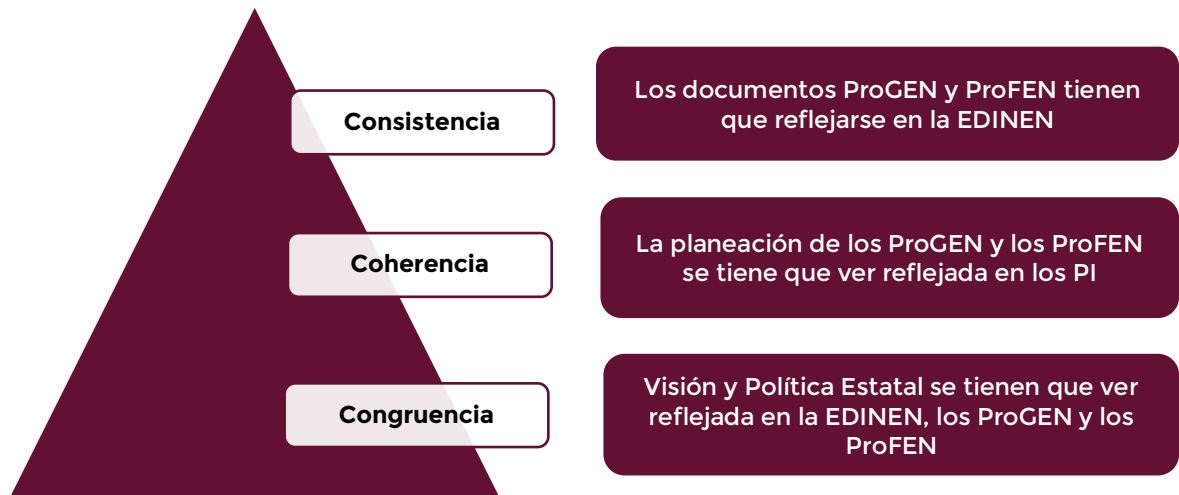 Consistencia
Los documentos ProGEN y ProFEN tienen
que reflejarse en la EDINEN
Coherencia
La planeación de los ProGEN y los ProFEN
se tiene que ver reflejada en los PI
Congruencia
Visión y Política Estatal se tienen que ver
reflejada en la EDINEN, los ProGEN y los
ProFEN